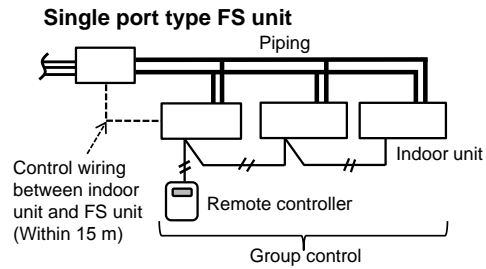 Single port type FS unit
Piping
Indoor unit
Control wiring
between indoor
unit and FS unit
(Within 15 m)
Remote controller
Group control